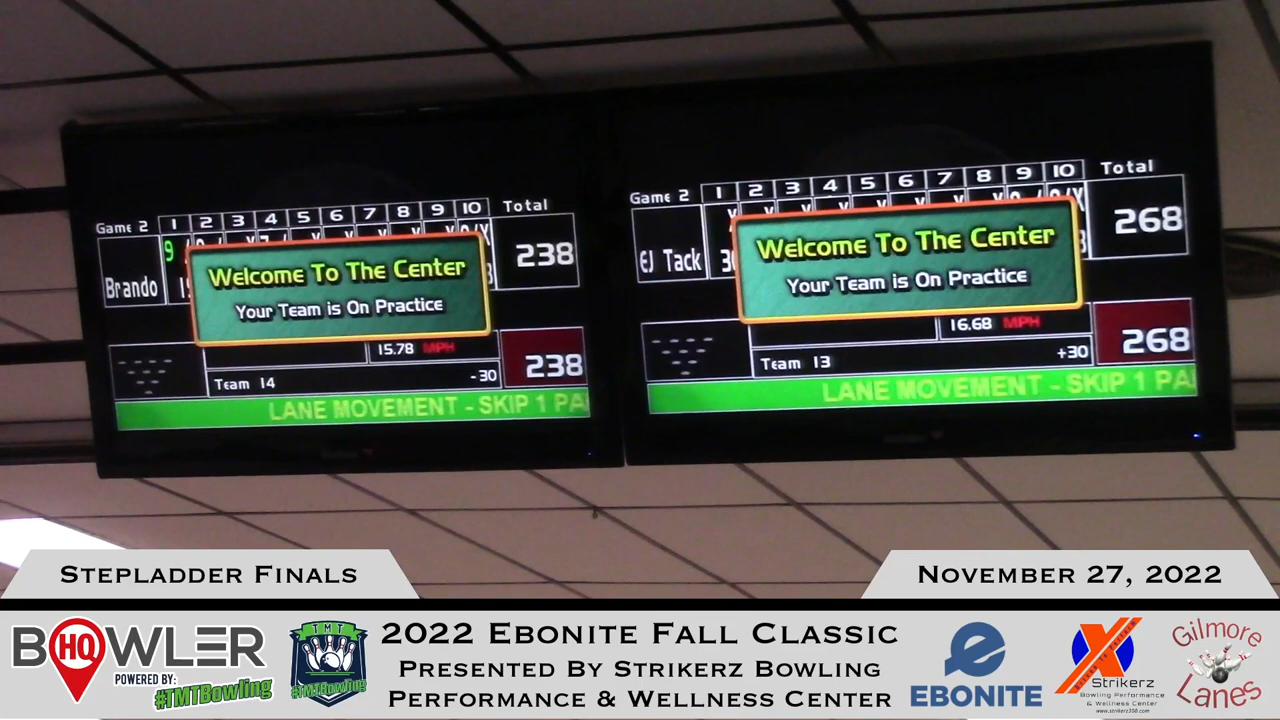 Game 2 1 2 3 4 5 6 7 8 9 10 Total
Brando 9 238
Welcome To The Center
Your Team is On Practice
15.78 MPH
Team 14 -30 238
LANE MOVEMENT - SKIP 1 PA
Game 2 1 2 3 4 5 6 7 8 9 10 Total
EJ Tack 268
Welcome To The Center
Your Team is On Practice
16.68 MPH
Team 13 +30 268
LANE MOVEMENT - SKIP 1 PA
Stepladder Finals
November 27, 2022
BOWLER HQ
POWERED BY:
#TMTBowling
TMT
#TMTBowling
2022 Ebonite Fall Classic
Presented By Strikerz Bowling
Performance & Wellness Center
EBONITE
Strikerz
Bowling Performance
& Wellness Center
www.strikerz300.com
Gilmore
Lanes